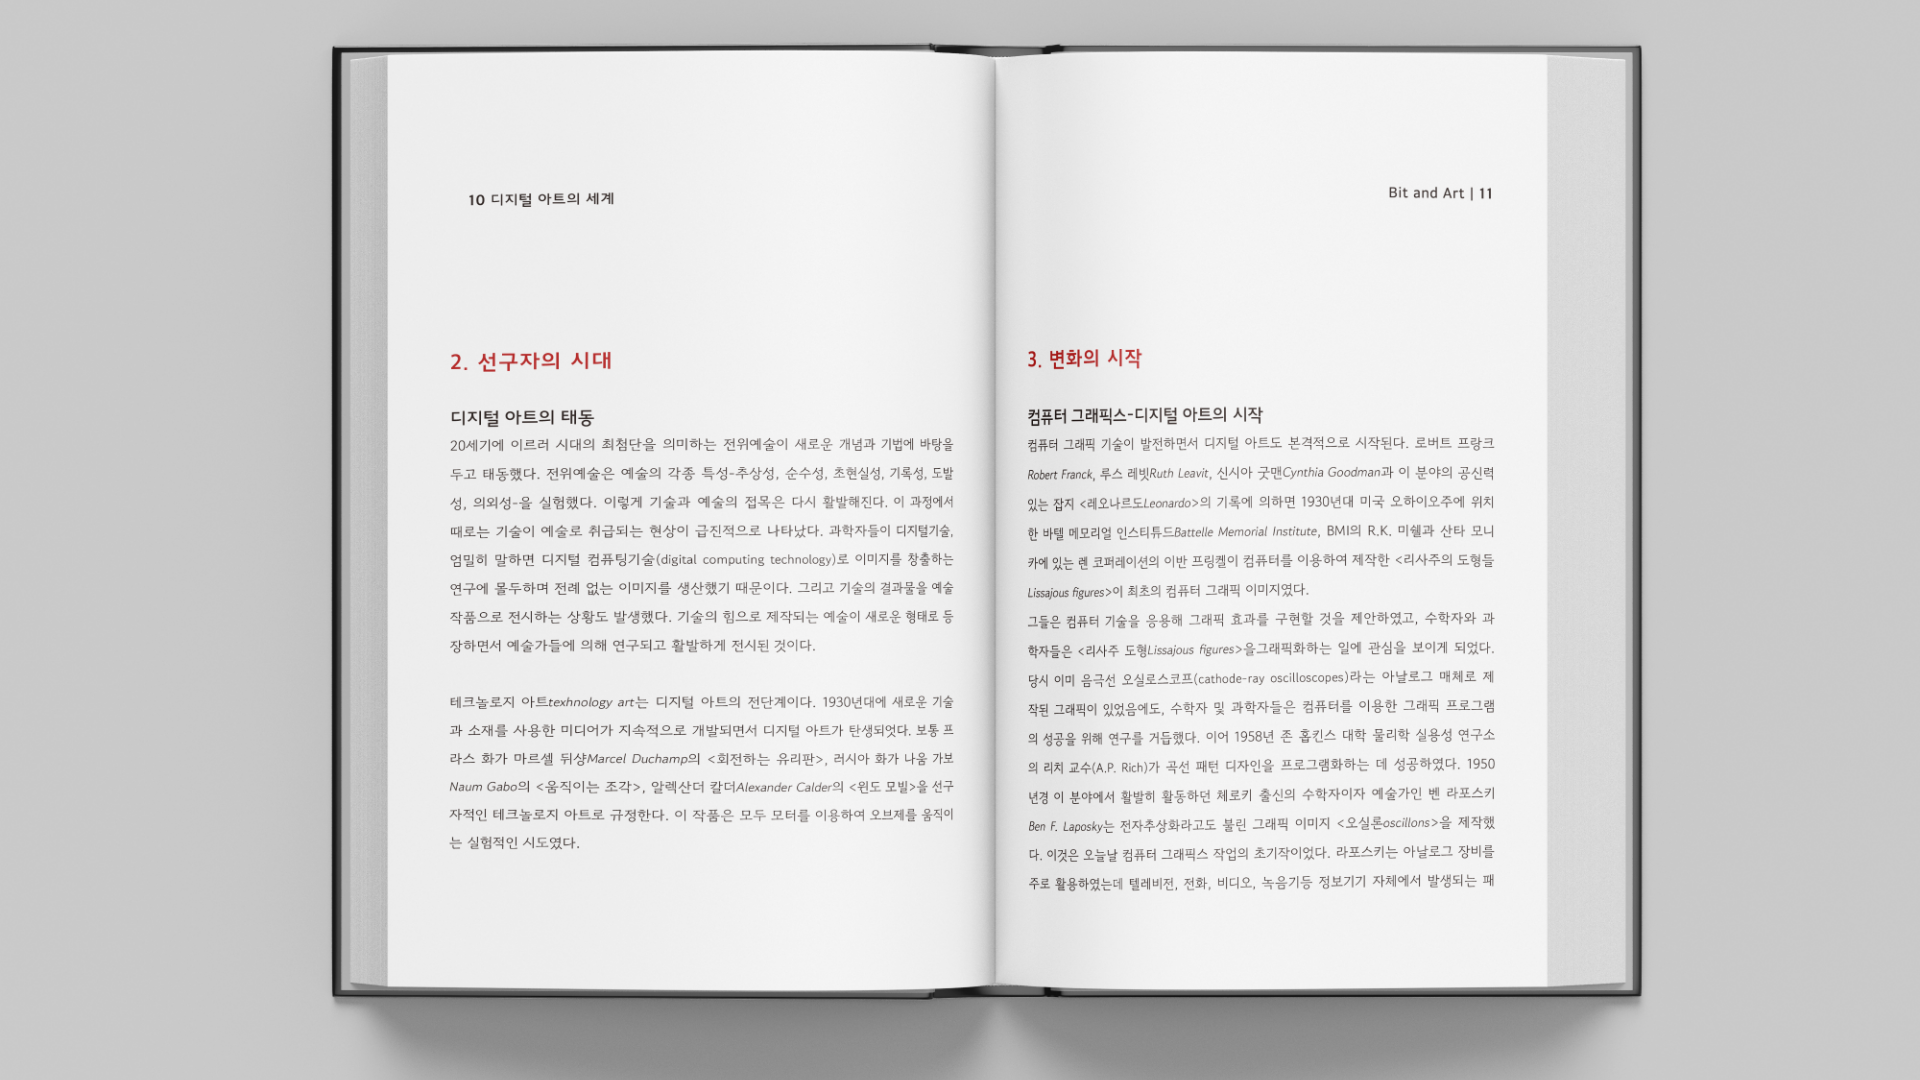 10 디지털 아트의 세계
2. 선구자의 시대
디지털 아트의 태동
20세기에 이르러 시대의 최첨단을 의미하는 전위예술이 새로운 개념과 기법에 바탕을
두고 태동했다. 전위예술은 예술의 각종 특성-추상성, 순수성, 초현실성, 기록성, 도발
성, 의외성-을 실험했다. 이렇게 기술과 예술의 접목은 다시 활발해진다. 이 과정에서
때로는 기술이 예술로 취급되는 현상이 급진적으로 나타났다. 과학자들이 디지털기술,
엄밀히 말하면 디지털 컴퓨팅기술(digital computing technology)로 이미지를 창출하는
연구에 몰두하며 전례 없는 이미지를 생산했기 때문이다. 그리고 기술의 결과물을 예술
작품으로 전시하는 상황도 발생했다. 기술의 힘으로 제작되는 예술이 새로운 형태로 등
장하면서 예술가들에 의해 연구되고 활발하게 전시된 것이다.
테크놀로지 아트texhnology art는 디지털 아트의 전단계이다. 1930년대에 새로운 기술
과 소재를 사용한 미디어가 지속적으로 개발되면서 디지털 아트가 탄생되엇다. 보통 프
라스 화가 마르셀 뒤샹Marcel Duchamp의 <회전하는 유리판>, 러시아 화가 나움 가보
Naum Gabo의 <움직이는 조각>, 알렉산더 칼더Alexander Calder의 <윈도 모빌>을 선구
자적인 테크놀로지 아트로 규정한다. 이 작품은 모두 모터를 이용하여 오브제를 움직이
는 실험적인 시도였다.
Bit and Art | 11
3. 변화의 시작
컴퓨터 그래픽스-디지털 아트의 시작
컴퓨터 그래픽 기술이 발전하면서 디지털 아트도 본격적으로 시작된다. 로버트 프랑크
Robert Franck, 루스 레빗Ruth Leavit, 신시아 굿맨Cynthia Goodman과 이 분야의 공신력
있는 잡지 <레오나르도Leonardo>의 기록에 의하면 1930년대 미국 오하이오주에 위치
한 바텔 메모리얼 인스티튜드Battelle Memorial Institute, BMI의 R.K. 미쉘과 산타 모니
카에 있는 렌 코퍼레이션의 이반 프링켈이 컴퓨터를 이용하여 제작한 <리사주의 도형들
Lissajous figures>이 최초의 컴퓨터 그래픽 이미지였다.
그들은 컴퓨터 기술을 응용해 그래픽 효과를 구현할 것을 제안하였고, 수학자와 과
학자들은 <리사주 도형Lissajous figures>을그래픽화하는 일에 관심을 보이게 되었다.
당시 이미 음극선 오실로스코프(cathode-ray oscilloscopes)라는 아날로그 매체로 제
작된 그래픽이 있었음에도, 수학자 및 과학자들은 컴퓨터를 이용한 그래픽 프로그램
의 성공을 위해 연구를 거듭했다. 이어 1958년 존 홉킨스 대학 물리학 실용성 연구소
의 리치 교수(A.P. Rich)가 곡선 패턴 디자인을 프로그램화하는 데 성공하였다. 1950
년경 이 분야에서 활발히 활동하던 체로키 출신의 수학자이자 예술가인 벤 라포스키
Ben F. Laposky는 전자추상화라고도 불린 그래픽 이미지 <오실론oscillons>을 제작했
다. 이것은 오늘날 컴퓨터 그래픽스 작업의 초기작이었다. 라포스키는 아날로그 장비를
주로 활용하였는데 텔레비전, 전화, 비디오, 녹음기등 정보기기 자체에서 발생되는 패